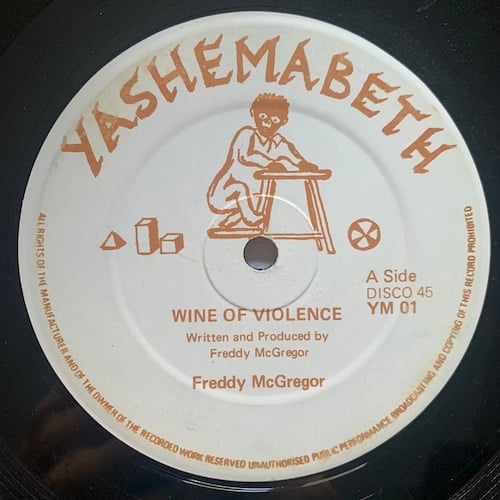 YASHEMABETH
A Side
DISCO 45
YM 01
WINE OF VIOLENCE
Written and Produced by
Freddy McGregor
Freddy McGregor
ALL RIGHTS OF THE MANUFACTURER AND OF THE OWNER OF THE RECORDED WORK RESERVED UNAUTHORISED PUBLIC PERFORMANCE BROADCASTING AND COPYING OF THIS RECORD PROHIBITED